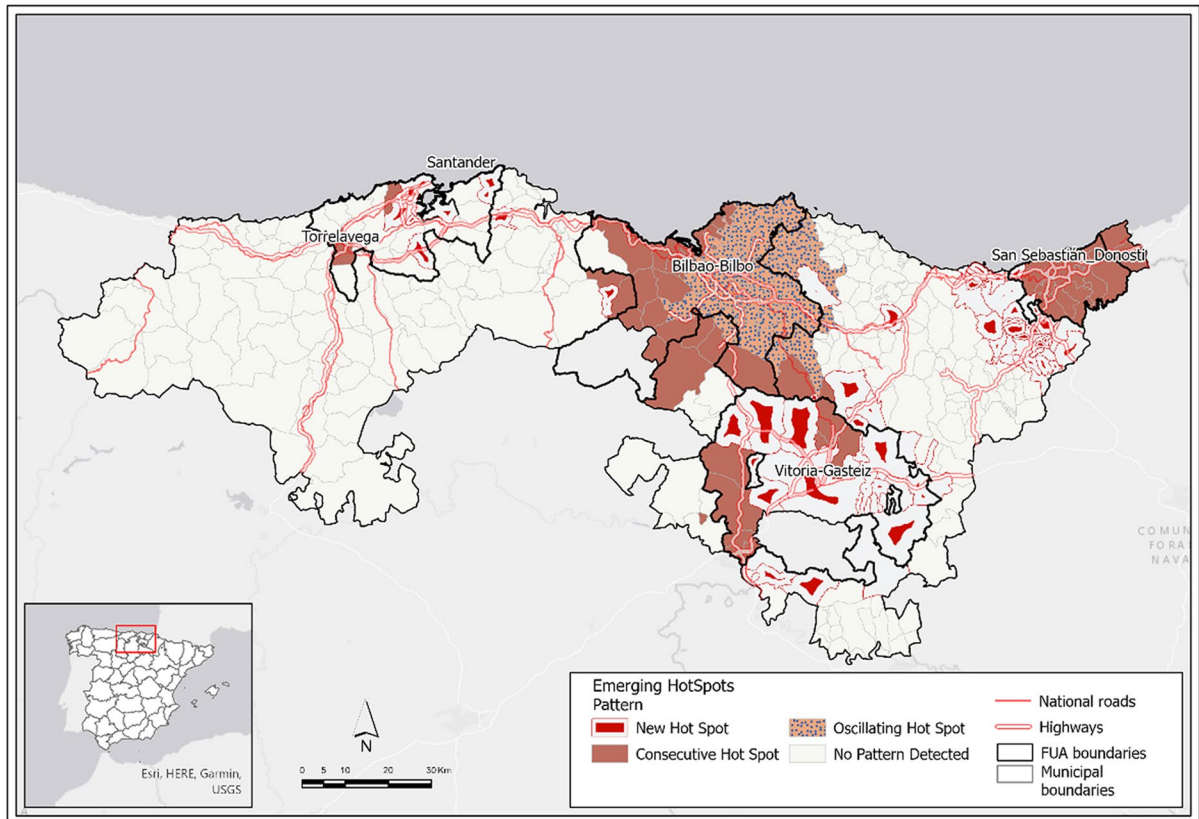 Santander
Torrelavega
Bilbao-Bilbo
San Sebastián_Donosti
Vitoria-Gasteiz
COMUN
FORA
NAVA
Esri, HERE, Garmin,
USGS
N
0 5 10 20 30 Km
Emerging HotSpots
Pattern
New Hot Spot
Consecutive Hot Spot
Oscillating Hot Spot
No Pattern Detected
National roads
Highways
FUA boundaries
Municipal
boundaries